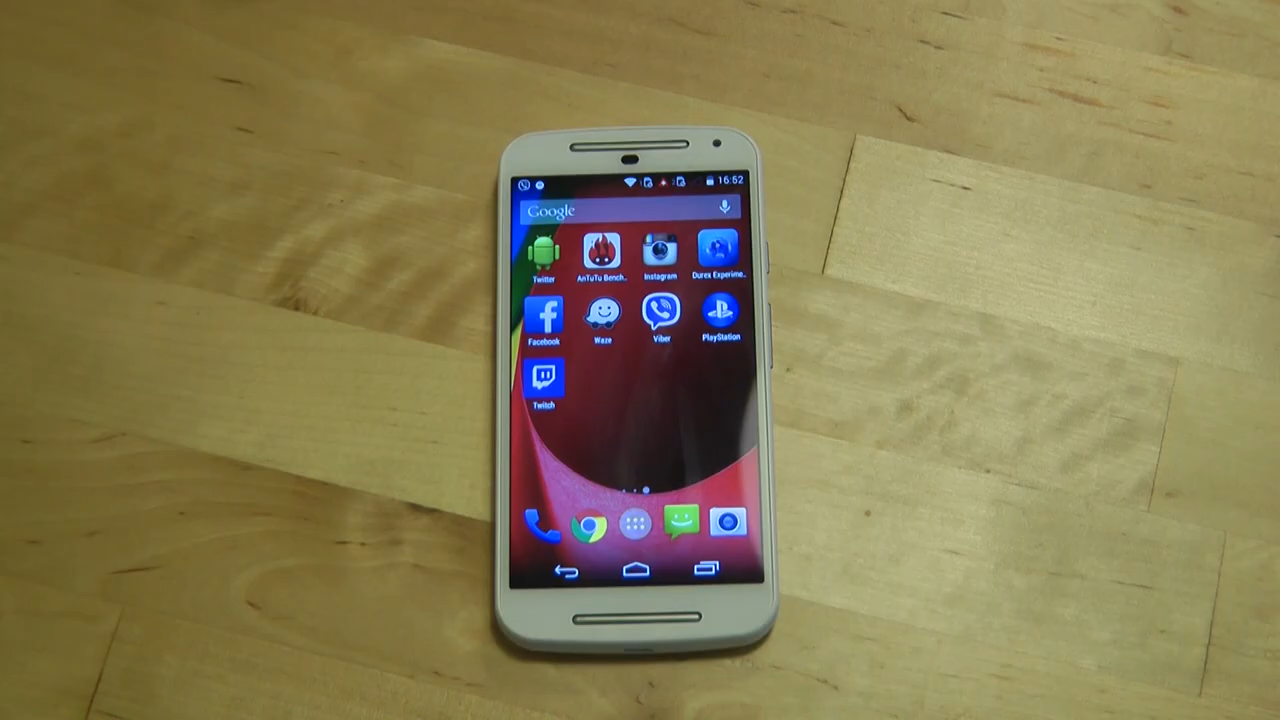 16:52
Google
Twitter
AnTuTu Bench..
Instagram
Durex Experime..
Facebook
Waze
Viber
PlayStation
Twitch